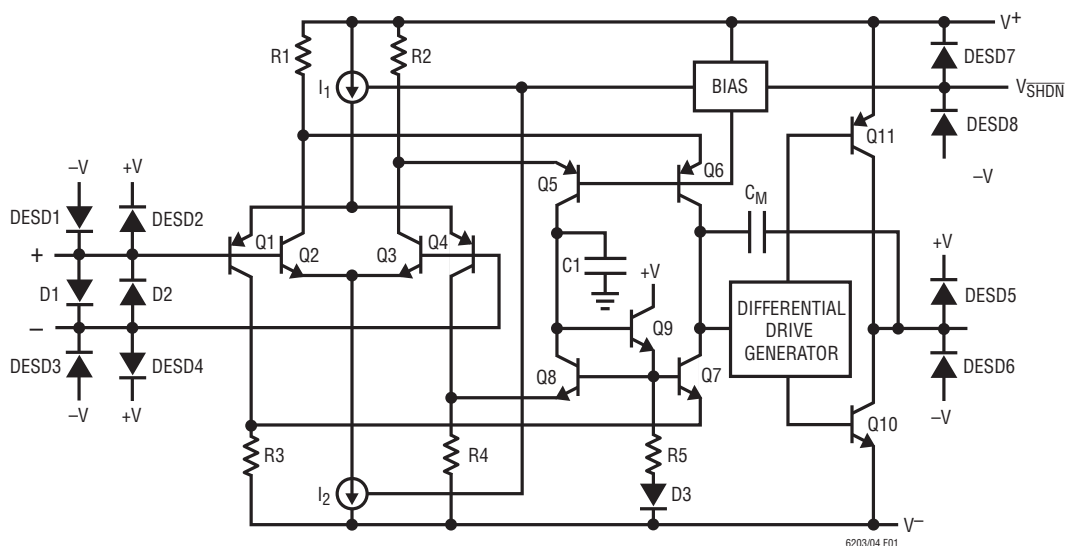 V+
R1
R2
DESD7
I1
BIAS
VSHDN
DESD8
Q11
–V
–V
+V
Q5
Q6
CM
DESD1
DESD2
+V
+
Q1
Q2
Q3
Q4
C1
+V
D1
D2
DESD5
–
Q9
DIFFERENTIAL
DRIVE
GENERATOR
DESD3
DESD4
Q8
Q7
DESD6
–V
+V
–V
Q10
R3
R4
R5
I2
D3
V–
6203/04 F01